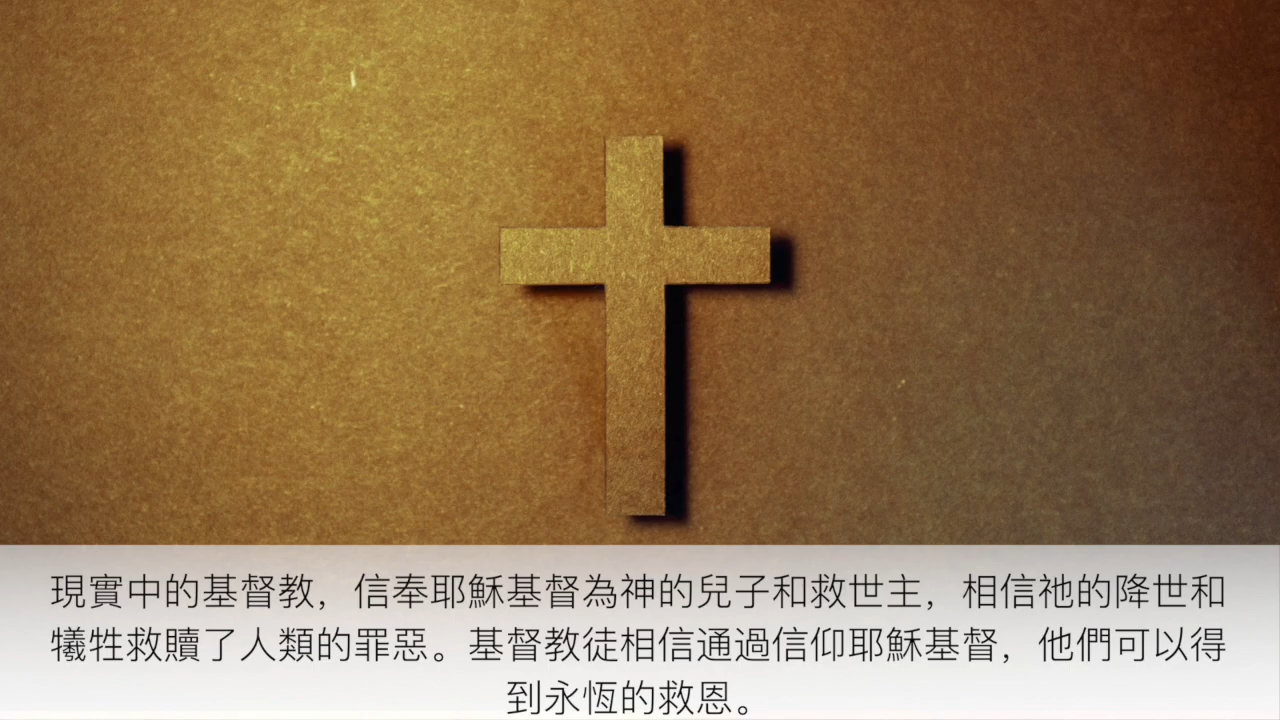 現實中的基督教，信奉耶穌基督為神的兒子和救世主，相信祂的降世和
犧牲救贖了人類的罪惡。基督教徒相信通過信仰耶穌基督，他們可以得
到永恆的救恩。